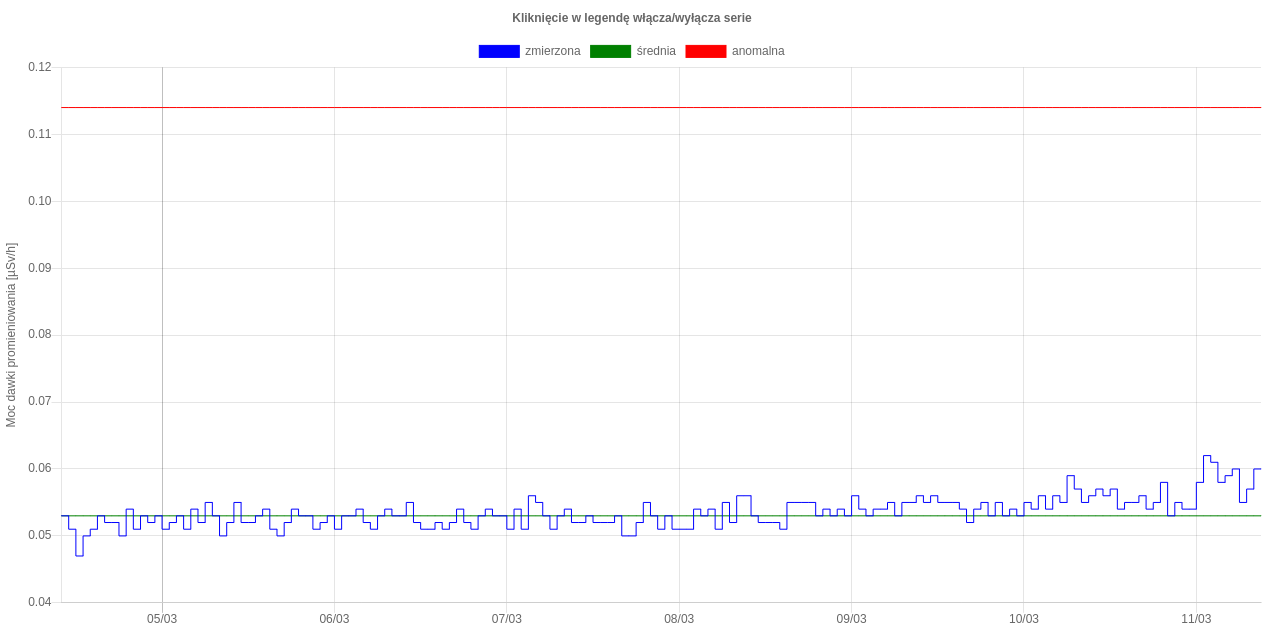 Kliknięcie w legendę włącza/wyłącza serie
zmierzona średnia anomalna
0.12
0.11
0.10
0.09
0.08
0.07
0.06
0.05
0.04
Moc dawki promieniowania [µSv/h]
05/03 06/03 07/03 08/03 09/03 10/03 11/03